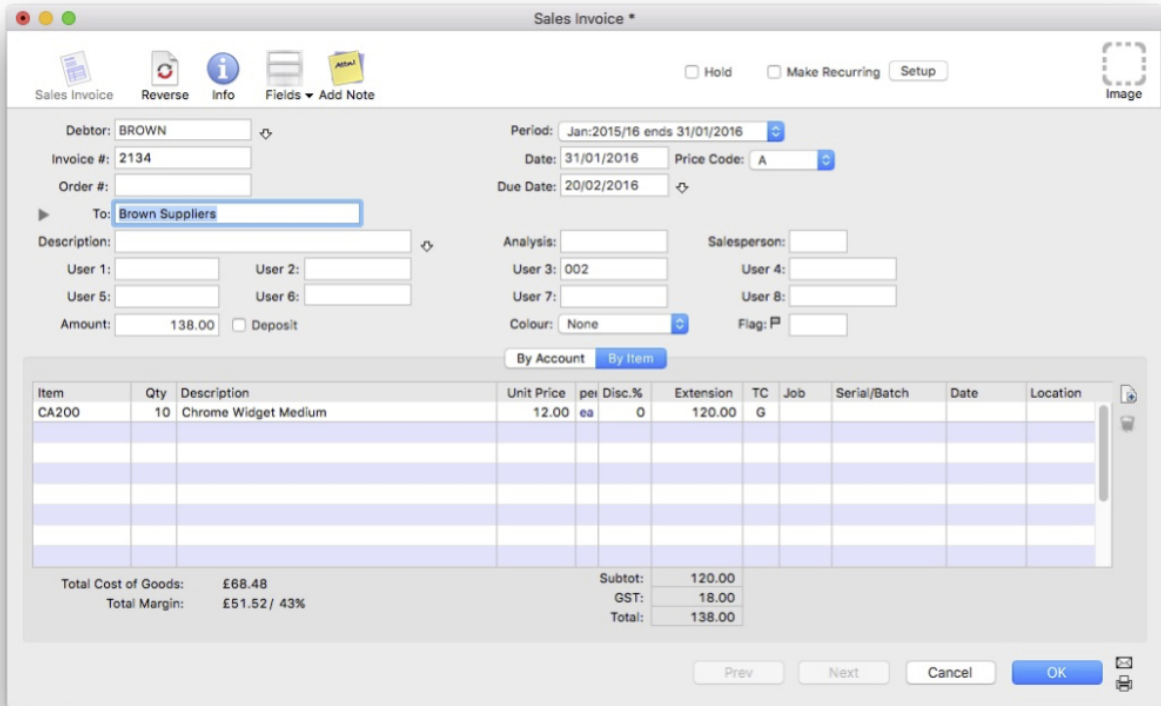 Sales Invoice *
Sales Invoice Reverse Info Fields Add Note Hold Make Recurring Setup Image
Debtor: BROWN Period: Jan:2015/16 ends 31/01/2016
Invoice #: 2134 Date: 31/01/2016 Price Code: A
Order #: Due Date: 20/02/2016
To: Brown Suppliers
Description: Analysis: Salesperson:
User 1: User 2: User 3: 002 User 4:
User 5: User 6: User 7: User 8:
Amount: 138.00 Deposit Colour: None Flag:
By Account By Item
Item Qty Description Unit Price per Disc.% Extension TC Job Serial/Batch Date Location
CA200 10 Chrome Widget Medium 12.00 ea 0 120.00 G
Total Cost of Goods: £68.48 Subtot: 120.00
Total Margin: £51.52/ 43% GST: 18.00
Total: 138.00
Prev Next Cancel OK